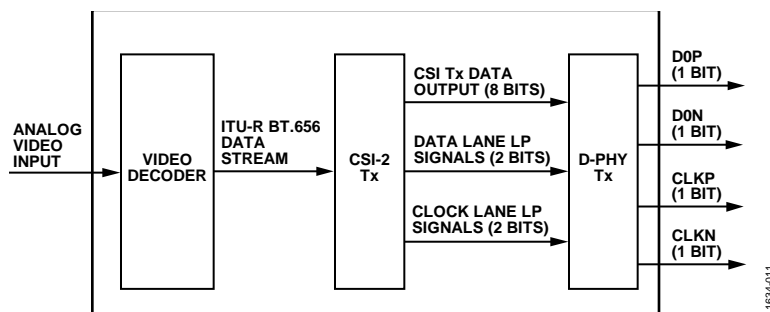 ANALOG
VIDEO
INPUT
VIDEO
DECODER
ITU-R BT.656
DATA
STREAM
CSI-2
Tx
CSI Tx DATA
OUTPUT (8 BITS)
DATA LANE LP
SIGNALS (2 BITS)
CLOCK LANE LP
SIGNALS (2 BITS)
D-PHY
Tx
D0P
(1 BIT)
D0N
(1 BIT)
CLKP
(1 BIT)
CLKN
(1 BIT)
1634-011